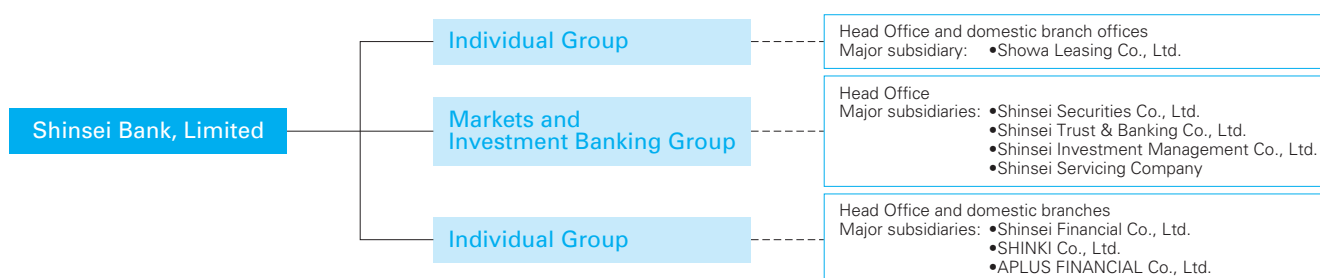 Shinsei Bank, Limited
Individual Group
Head Office and domestic branch offices
Major subsidiary: •Showa Leasing Co., Ltd.
Markets and
Investment Banking Group
Head Office
Major subsidiaries: •Shinsei Securities Co., Ltd.
•Shinsei Trust & Banking Co., Ltd.
•Shinsei Investment Management Co., Ltd.
•Shinsei Servicing Company
Individual Group
Head Office and domestic branches
Major subsidiaries: •Shinsei Financial Co., Ltd.
•SHINKI Co., Ltd.
•APLUS FINANCIAL Co., Ltd.